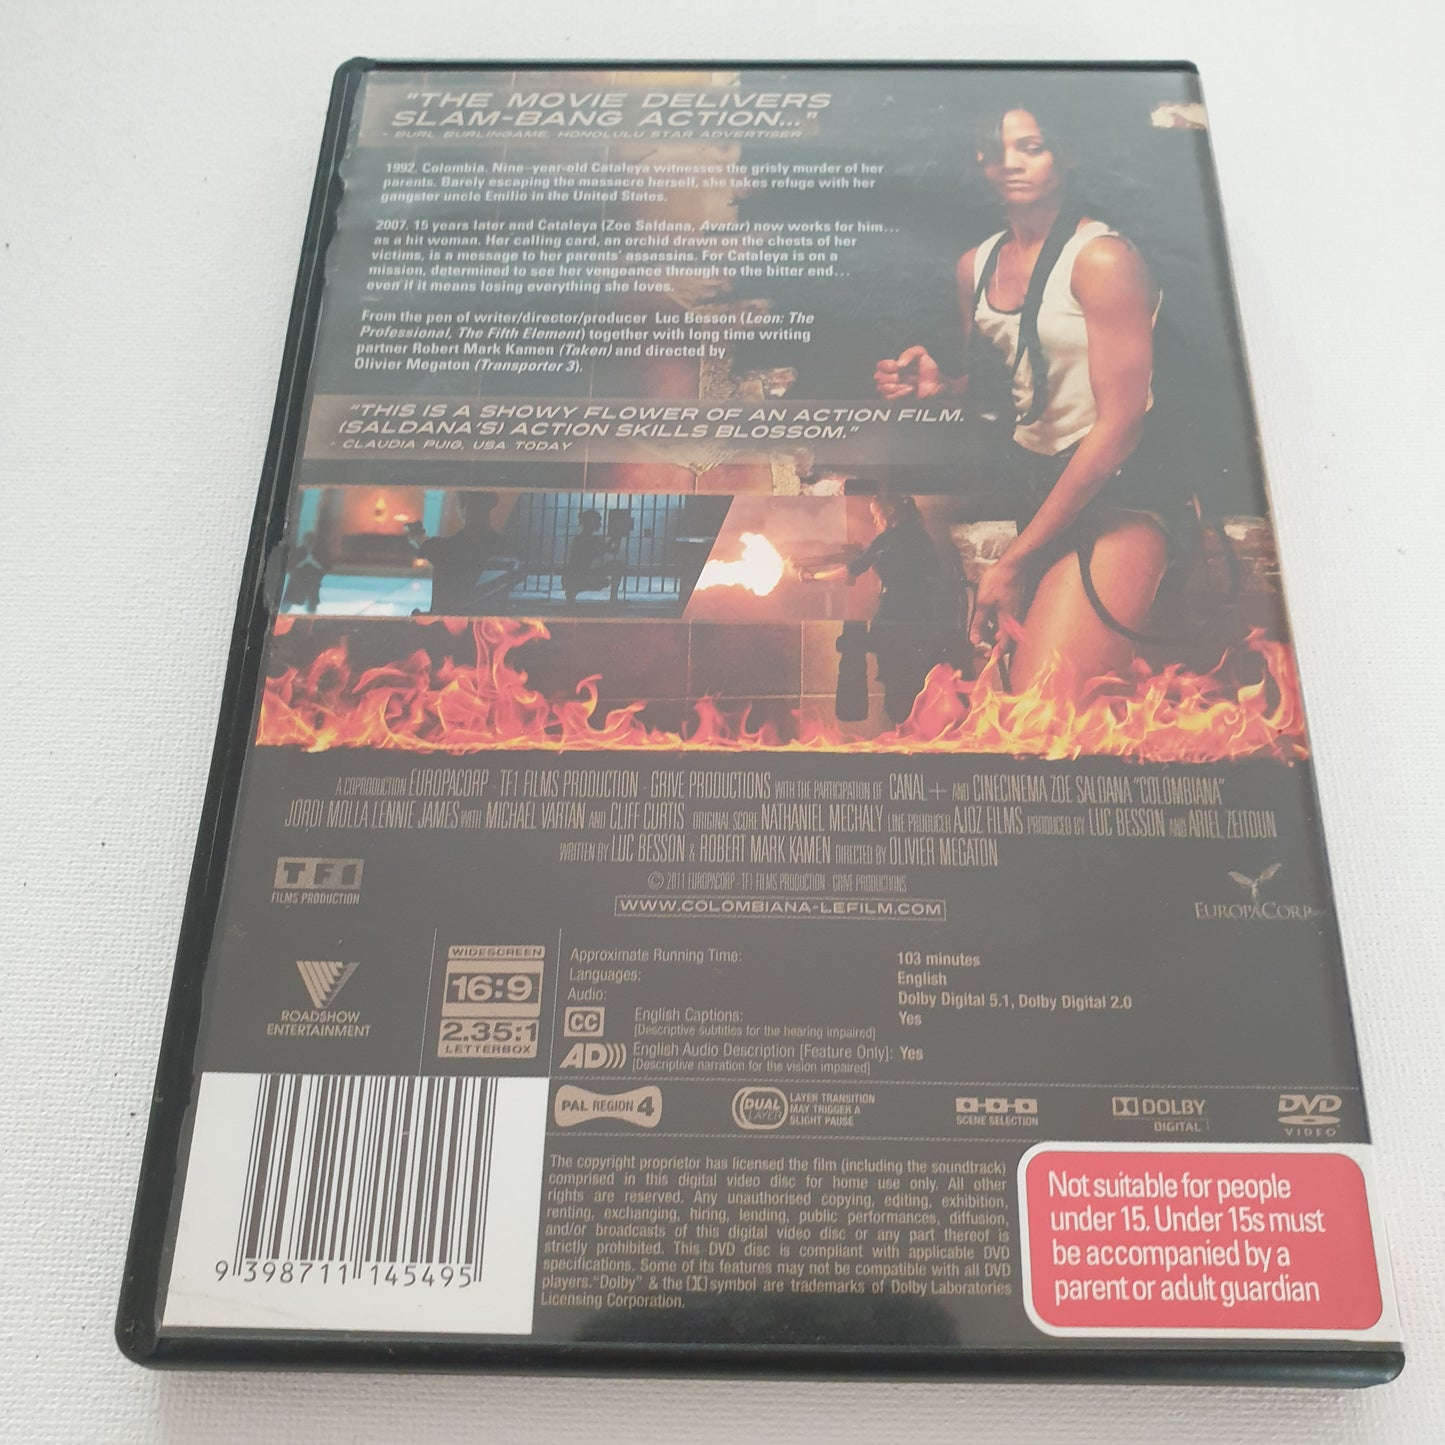 "THE MOVIE DELIVERS
SLAM-BANG ACTION..."
- BURL BURLINGAME, HONOLULU STAR ADVERTISER
1992. Colombia. Nine-year-old Cataleya witnesses the grisly murder of her
parents. Barely escaping the massacre herself, she takes refuge with her
gangster uncle Emilio in the United States.
2007. 15 years later and Cataleya (Zoe Saldana, Avatar) now works for him...
as a hit woman. Her calling card, an orchid drawn on the chests of her
victims, is a message to her parents' assassins. For Cataleya is on a
mission, determined to see her vengeance through to the bitter end...
even if it means losing everything she loves.
From the pen of writer/director/producer Luc Besson (Leon: The
Professional, The Fifth Element) together with long time writing
partner Robert Mark Kamen (Taken) and directed by
Olivier Megaton (Transporter 3).
"THIS IS A SHOWY FLOWER OF AN ACTION FILM.
(SALDANA'S) ACTION SKILLS BLOSSOM."
- CLAUDIA PUIG, USA TODAY
A COPRODUCTION EUROPACORP - TF1 FILMS PRODUCTION - GRIVE PRODUCTIONS WITH THE PARTICIPATION OF CANAL+ AND CINECINEMA ZOE SALDANA "COLOMBIANA"
JORDI MOLLA LENNIE JAMES WITH MICHAEL VARTAN AND CLIFF CURTIS ORIGINAL SCORE NATHANIEL MECHALY LINE PRODUCER AJOZ FILMS PRODUCED BY LUC BESSON AND ARIEL ZEITOUN
WRITTEN BY LUC BESSON & ROBERT MARK KAMEN DIRECTED BY OLIVIER MEGATON
© 2011 EUROPACORP - TF1 FILMS PRODUCTION - GRIVE PRODUCTIONS
WWW.COLOMBIANA-LEFILM.COM
TF1
FILMS PRODUCTION
EUROPACORP
ROADSHOW
ENTERTAINMENT
WIDESCREEN
16:9
2.35:1
LETTERBOX
Approximate Running Time: 103 minutes
Languages: English
Audio: Dolby Digital 5.1, Dolby Digital 2.0
CC English Captions: Yes
[Descriptive subtitles for the hearing impaired]
AD))) English Audio Description [Feature Only]: Yes
[Descriptive narration for the vision impaired]
PAL REGION 4
DUAL LAYER
LAYER TRANSITION
MAY TRIGGER A
SLIGHT PAUSE
SCENE SELECTION
DOLBY
DIGITAL
DVD
VIDEO
The copyright proprietor has licensed the film (including the soundtrack)
comprised in this digital video disc for home use only. All other
rights are reserved. Any unauthorised copying, editing, exhibition,
renting, exchanging, hiring, lending, public performances, diffusion,
and/or broadcasts of this digital video disc or any part thereof is
strictly prohibited. This DVD disc is compliant with applicable DVD
specifications. Some of its features may not be compatible with all DVD
players. "Dolby" & the symbol are trademarks of Dolby Laboratories
Licensing Corporation.
9 398711 145495
Not suitable for people
under 15. Under 15s must
be accompanied by a
parent or adult guardian